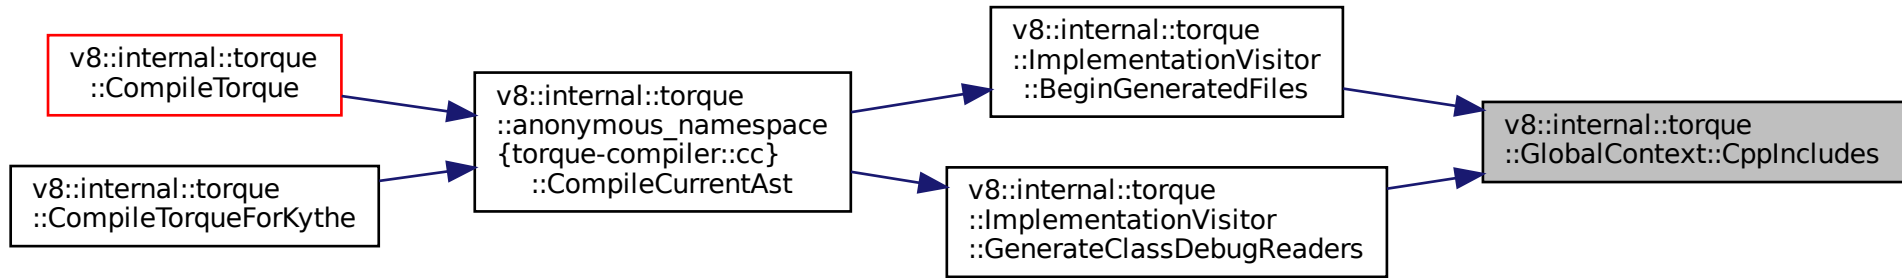 v8::internal::torque
::CompileTorque
v8::internal::torque
::CompileTorqueForKythe
v8::internal::torque
::anonymous_namespace
{torque-compiler::cc}
::CompileCurrentAst
v8::internal::torque
::ImplementationVisitor
::BeginGeneratedFiles
v8::internal::torque
::ImplementationVisitor
::GenerateClassDebugReaders
v8::internal::torque
::GlobalContext::CppIncludes